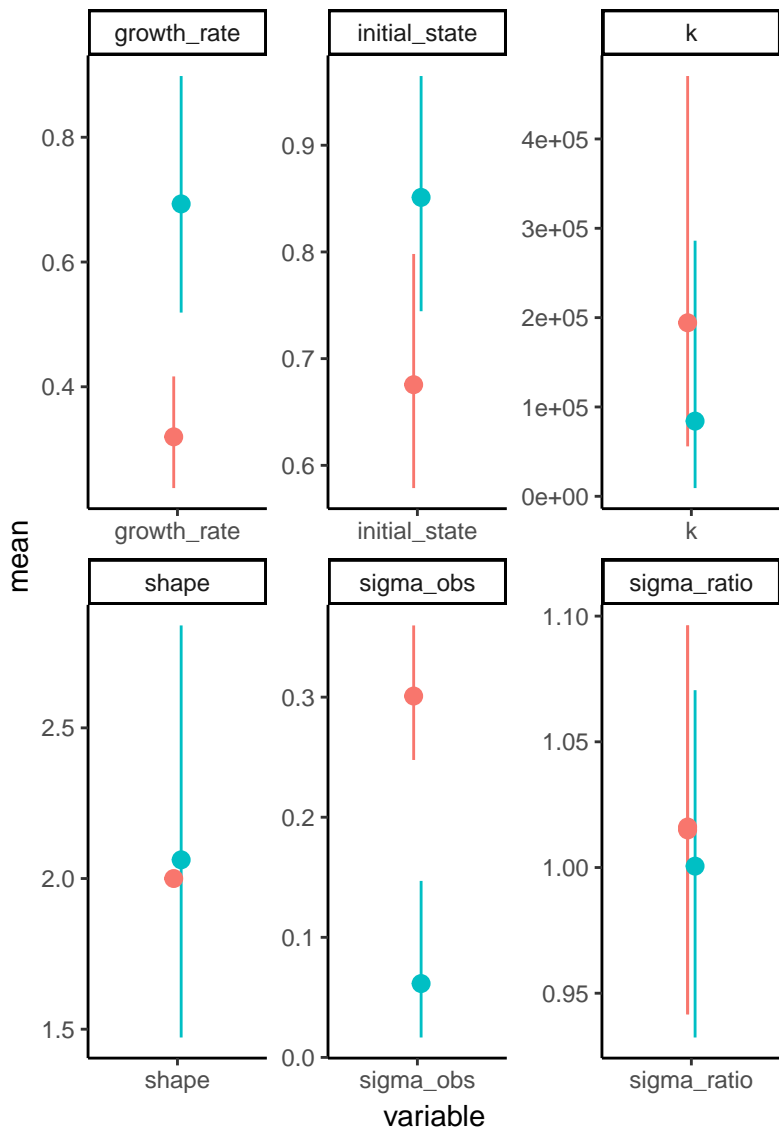 growth_rate
initial_state
k
0.8
0.6
0.4
0.9
0.8
0.7
0.6
4e+05
3e+05
2e+05
1e+05
0e+00
growth_rate
initial_state
k
mean
shape
sigma_obs
sigma_ratio
2.5
2.0
1.5
0.3
0.2
0.1
0.0
1.10
1.05
1.00
0.95
shape
sigma_obs
sigma_ratio
variable